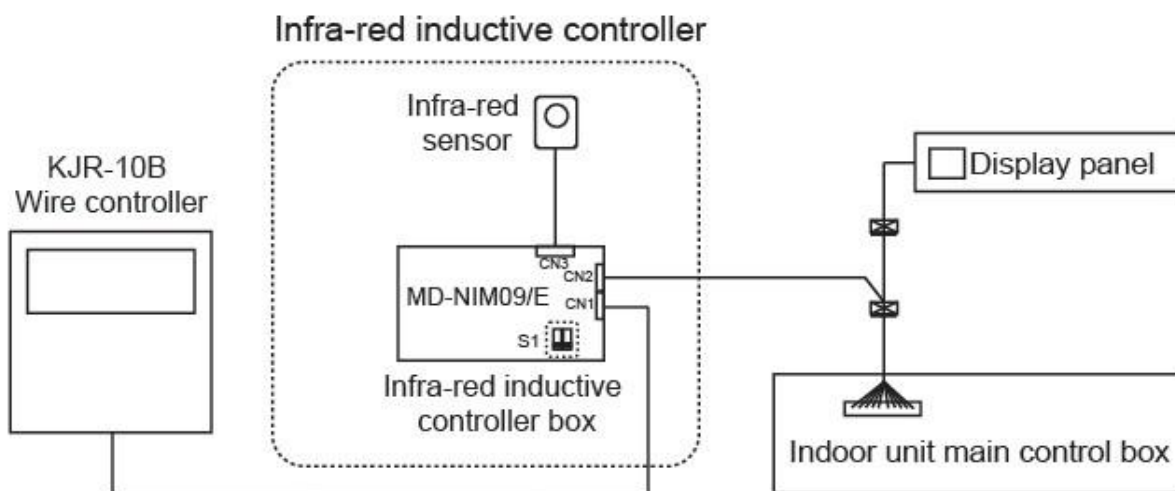 Infra-red inductive controller
Infra-red
sensor
KJR-10B
Wire controller
Display panel
CN3
CN2
MD-NIM09/E
CN1
S1
Infra-red inductive
controller box
Indoor unit main control box